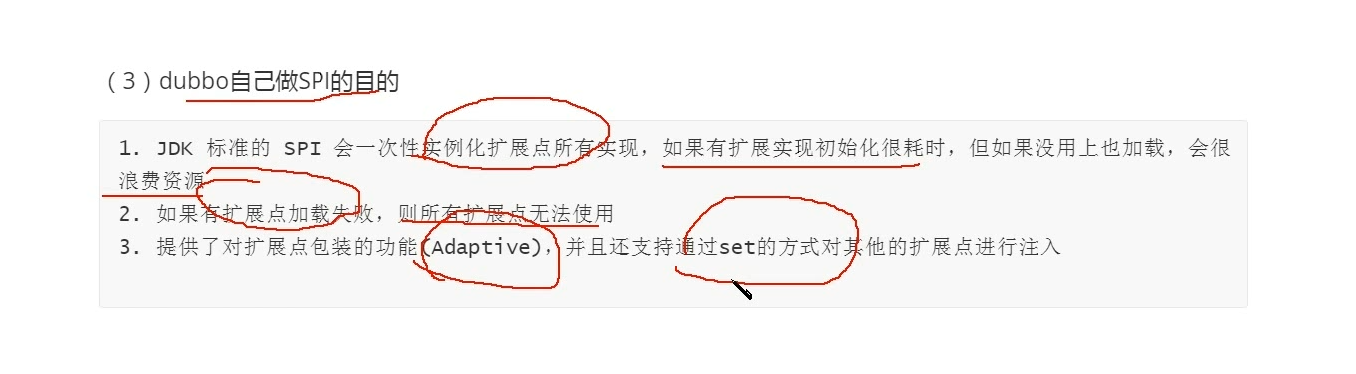 （3）dubbo自己做SPI的目的
1. JDK 标准的 SPI 会一次性实例化扩展点所有实现，如果有扩展实现初始化很耗时，但如果没用上也加载，会很
浪费资源
2. 如果有扩展点加载失败，则所有扩展点无法使用
3. 提供了对扩展点包装的功能(Adaptive)，并且还支持通过set的方式对其他的扩展点进行注入